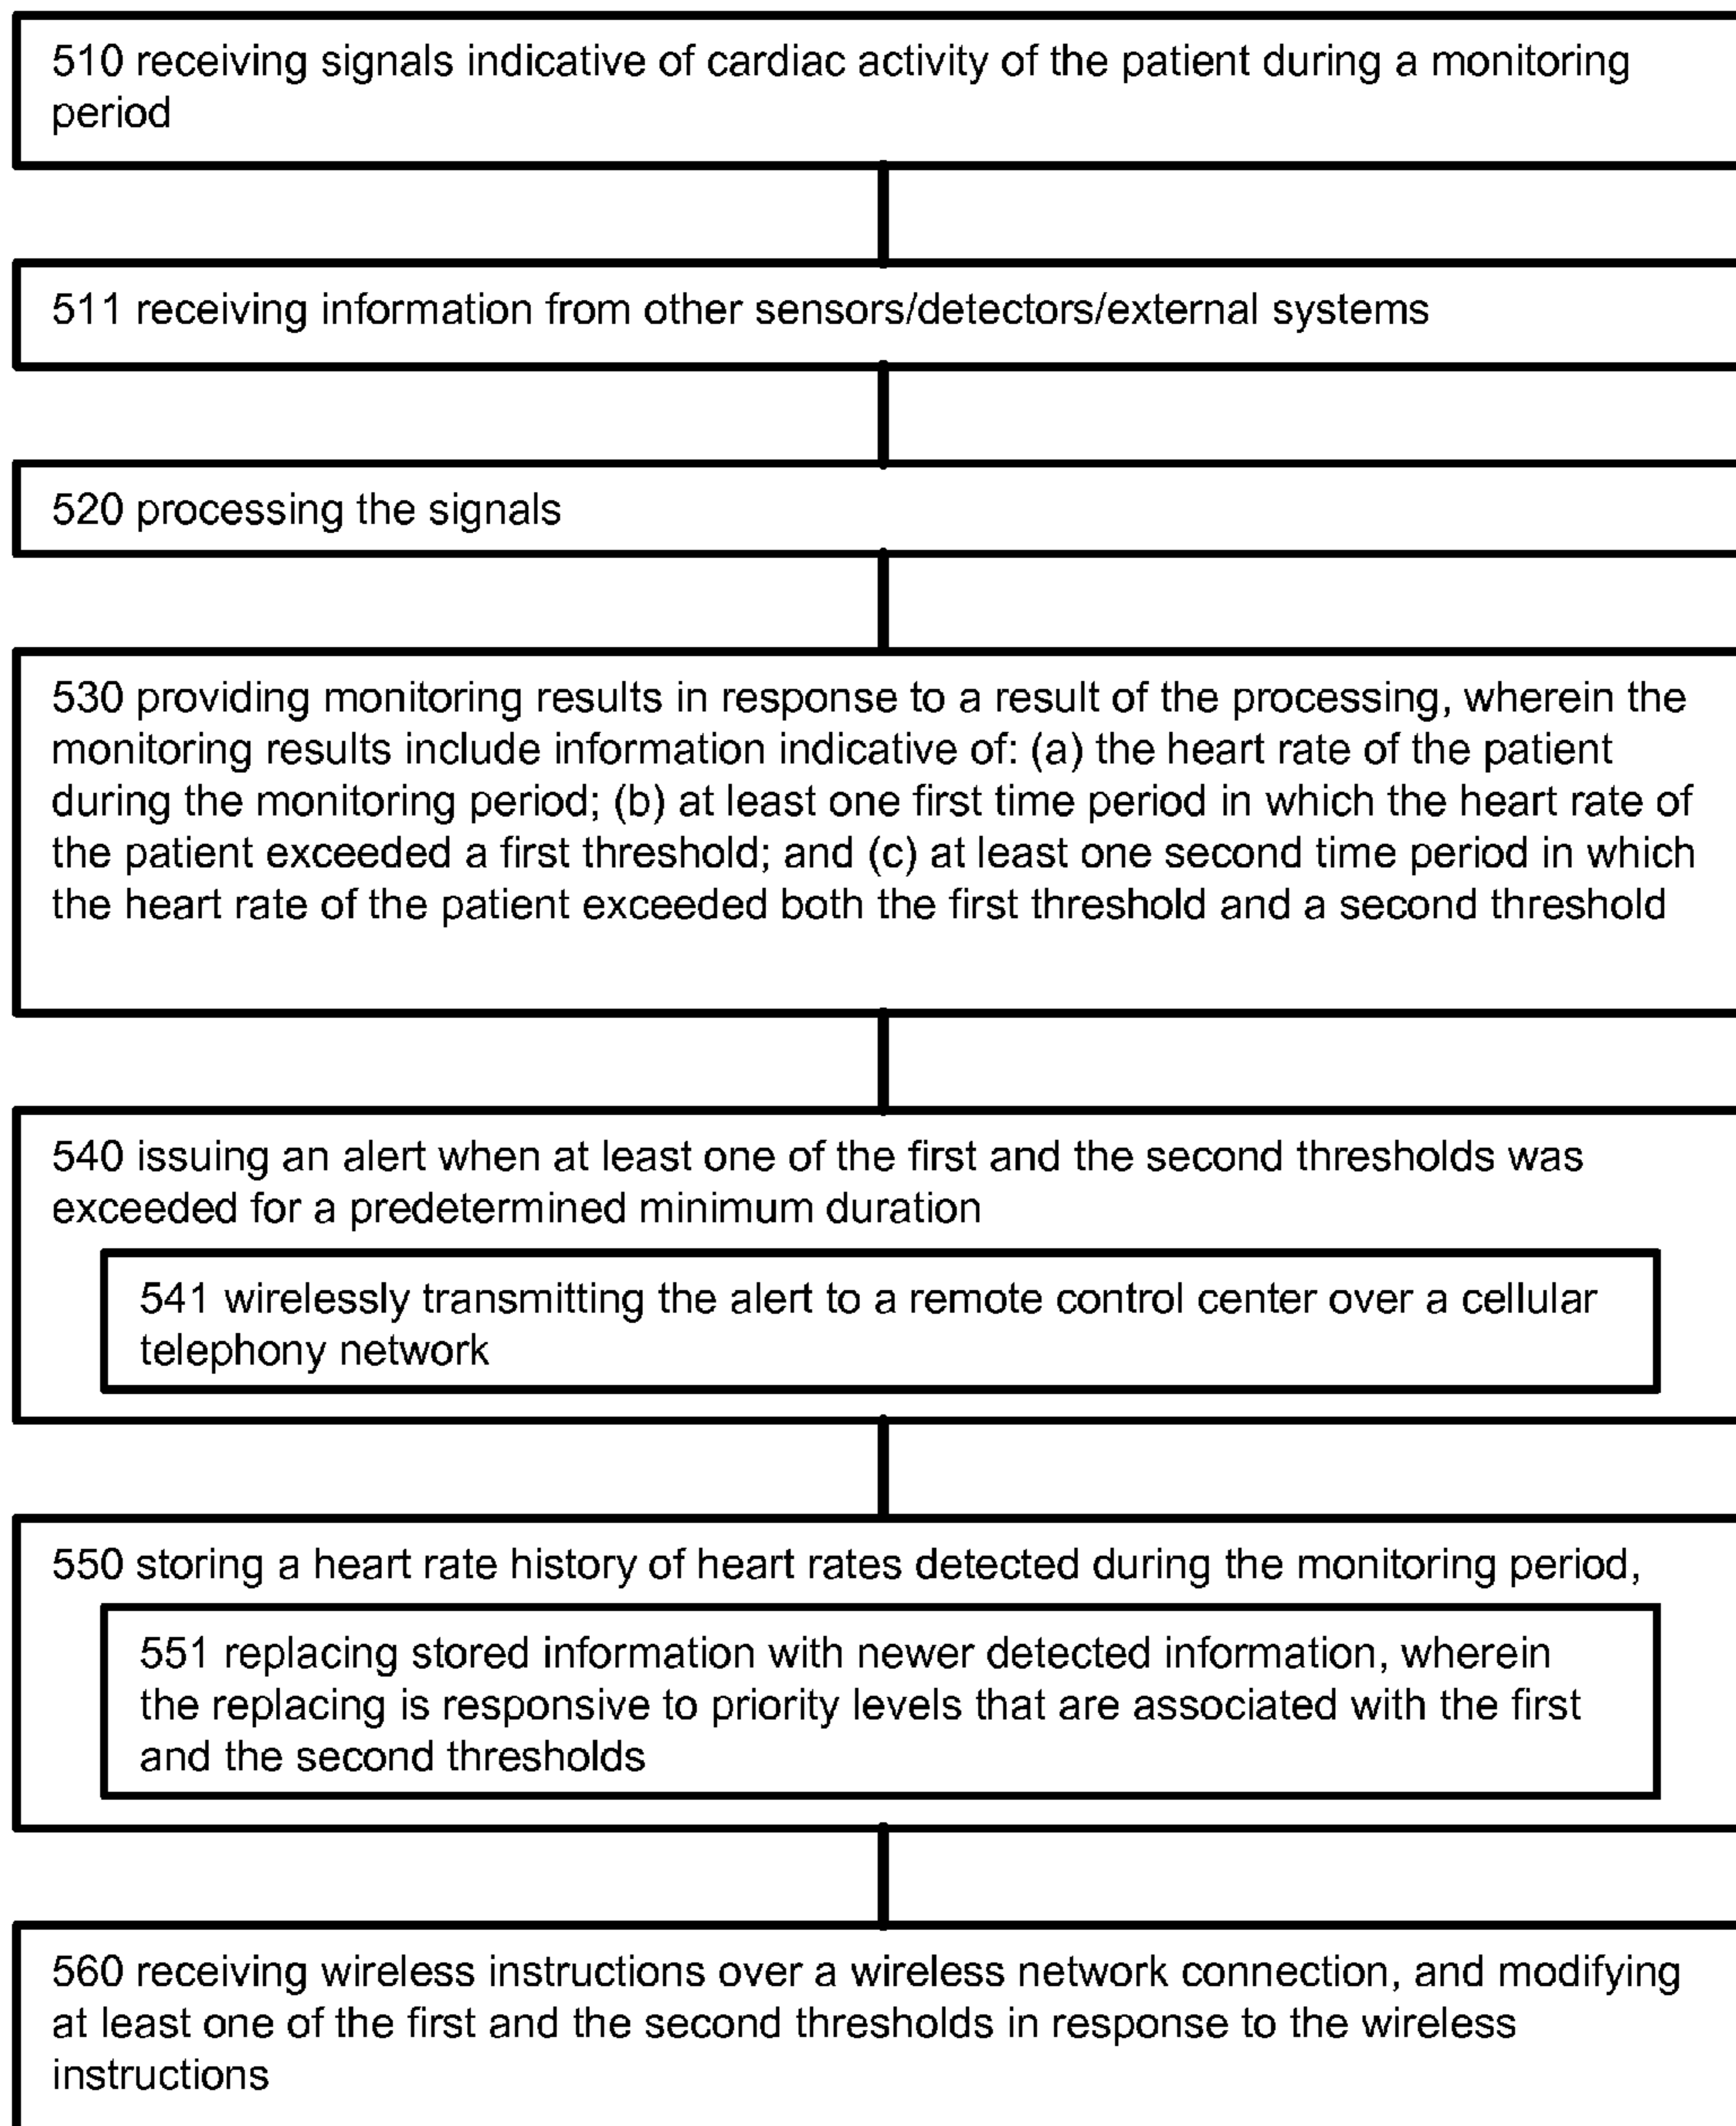 510 receiving signals indicative of cardiac activity of the patient during a monitoring
period
511 receiving information from other sensors/detectors/external systems
520 processing the signals
530 providing monitoring results in response to a result of the processing, wherein the
monitoring results include information indicative of: (a) the heart rate of the patient
during the monitoring period; (b) at least one first time period in which the heart rate of
the patient exceeded a first threshold; and (c) at least one second time period in which
the heart rate of the patient exceeded both the first threshold and a second threshold
540 issuing an alert when at least one of the first and the second thresholds was
exceeded for a predetermined minimum duration
541 wirelessly transmitting the alert to a remote control center over a cellular
telephony network
550 storing a heart rate history of heart rates detected during the monitoring period,
551 replacing stored information with newer detected information, wherein
the replacing is responsive to priority levels that are associated with the first
and the second thresholds
560 receiving wireless instructions over a wireless network connection, and modifying
at least one of the first and the second thresholds in response to the wireless
instructions